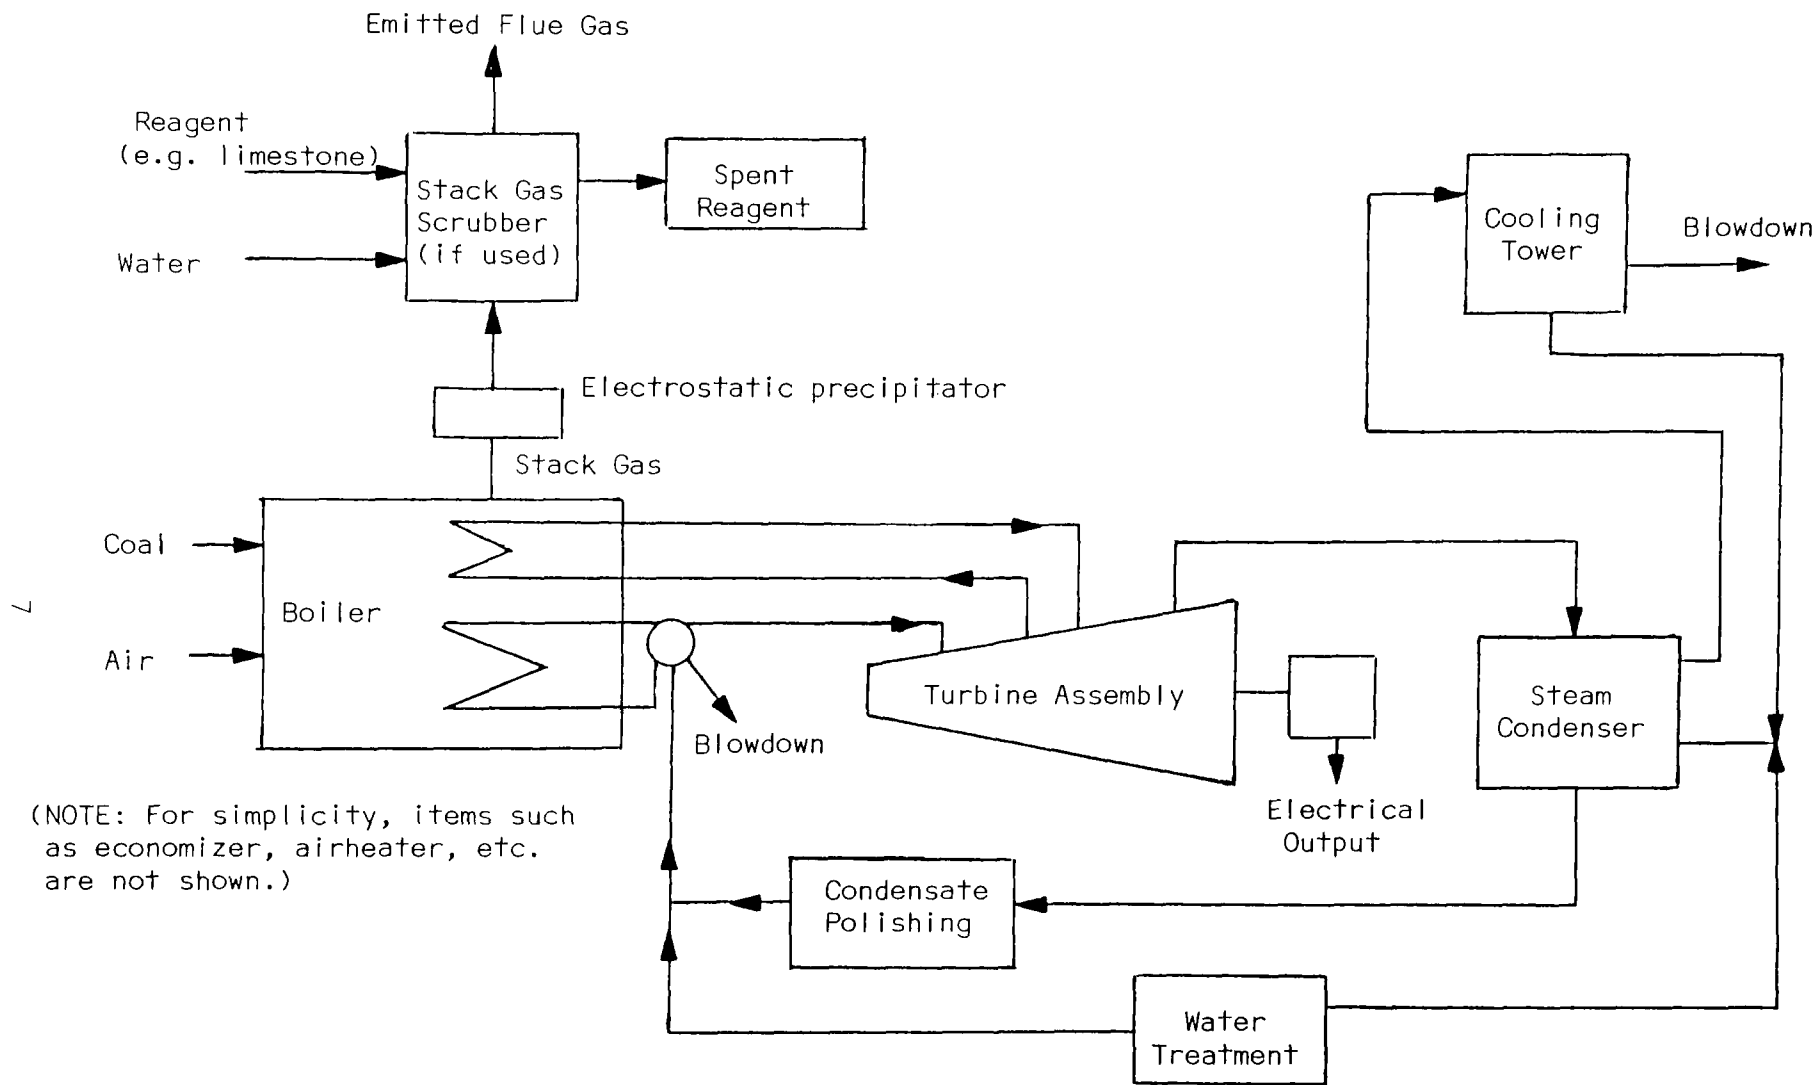 Emitted Flue Gas
Reagent
(e.g. limestone)
Water
Stack Gas
Scrubber
(if used)
Spent
Reagent
Cooling
Tower
Blowdown
Electrostatic precipitator
Stack Gas
Coal
Air
Boiler
Blowdown
Turbine Assembly
Electrical
Output
Steam
Condenser
(NOTE: For simplicity, items such
as economizer, airheater, etc.
are not shown.)
Condensate
Polishing
Water
Treatment
7